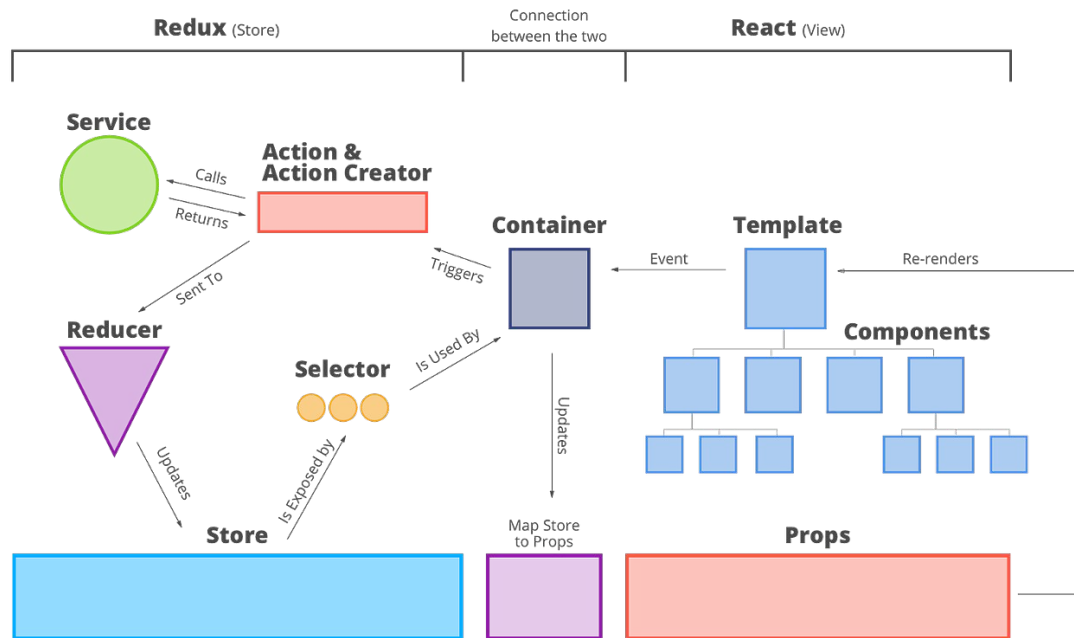 Redux (Store)
Connection
between the two
React (View)
Service
Action &
Action Creator
Calls
Returns
Container
Template
Triggers
Event
Re-renders
Sent To
Reducer
Components
Is Used By
Selector
Updates
Updates
Is Exposed by
Store
Map Store
to Props
Props